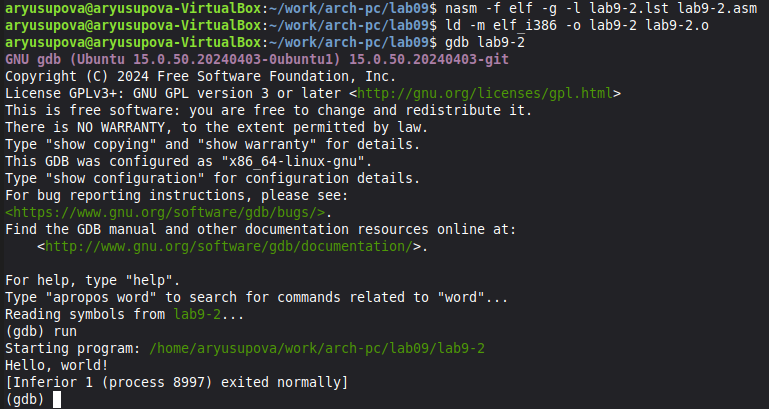 aryusupova@aryusupova-VirtualBox:~/work/arch-pc/lab09$ nasm -f elf -g -l lab9-2.lst lab9-2.asm
aryusupova@aryusupova-VirtualBox:~/work/arch-pc/lab09$ ld -m elf_i386 -o lab9-2 lab9-2.o
aryusupova@aryusupova-VirtualBox:~/work/arch-pc/lab09$ gdb lab9-2
GNU gdb (Ubuntu 15.0.50.20240403-0ubuntu1) 15.0.50.20240403-git
Copyright (C) 2024 Free Software Foundation, Inc.
License GPLv3+: GNU GPL version 3 or later <http://gnu.org/licenses/gpl.html>
This is free software: you are free to change and redistribute it.
There is NO WARRANTY, to the extent permitted by law.
Type "show copying" and "show warranty" for details.
This GDB was configured as "x86_64-linux-gnu".
Type "show configuration" for configuration details.
For bug reporting instructions, please see:
<https://www.gnu.org/software/gdb/bugs/>.
Find the GDB manual and other documentation resources online at:
    <http://www.gnu.org/software/gdb/documentation/>.

For help, type "help".
Type "apropos word" to search for commands related to "word"...
Reading symbols from lab9-2...
(gdb) run
Starting program: /home/aryusupova/work/arch-pc/lab09/lab9-2
Hello, world!
[Inferior 1 (process 8997) exited normally]
(gdb)